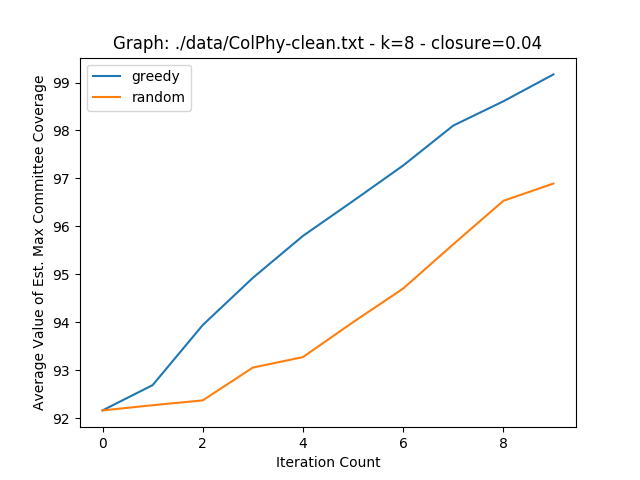 Graph: ./data/ColPhy-clean.txt - k=8 - closure=0.04
greedy
random
Average Value of Est. Max Committee Coverage
99
98
97
96
95
94
93
92
0 2 4 6 8
Iteration Count